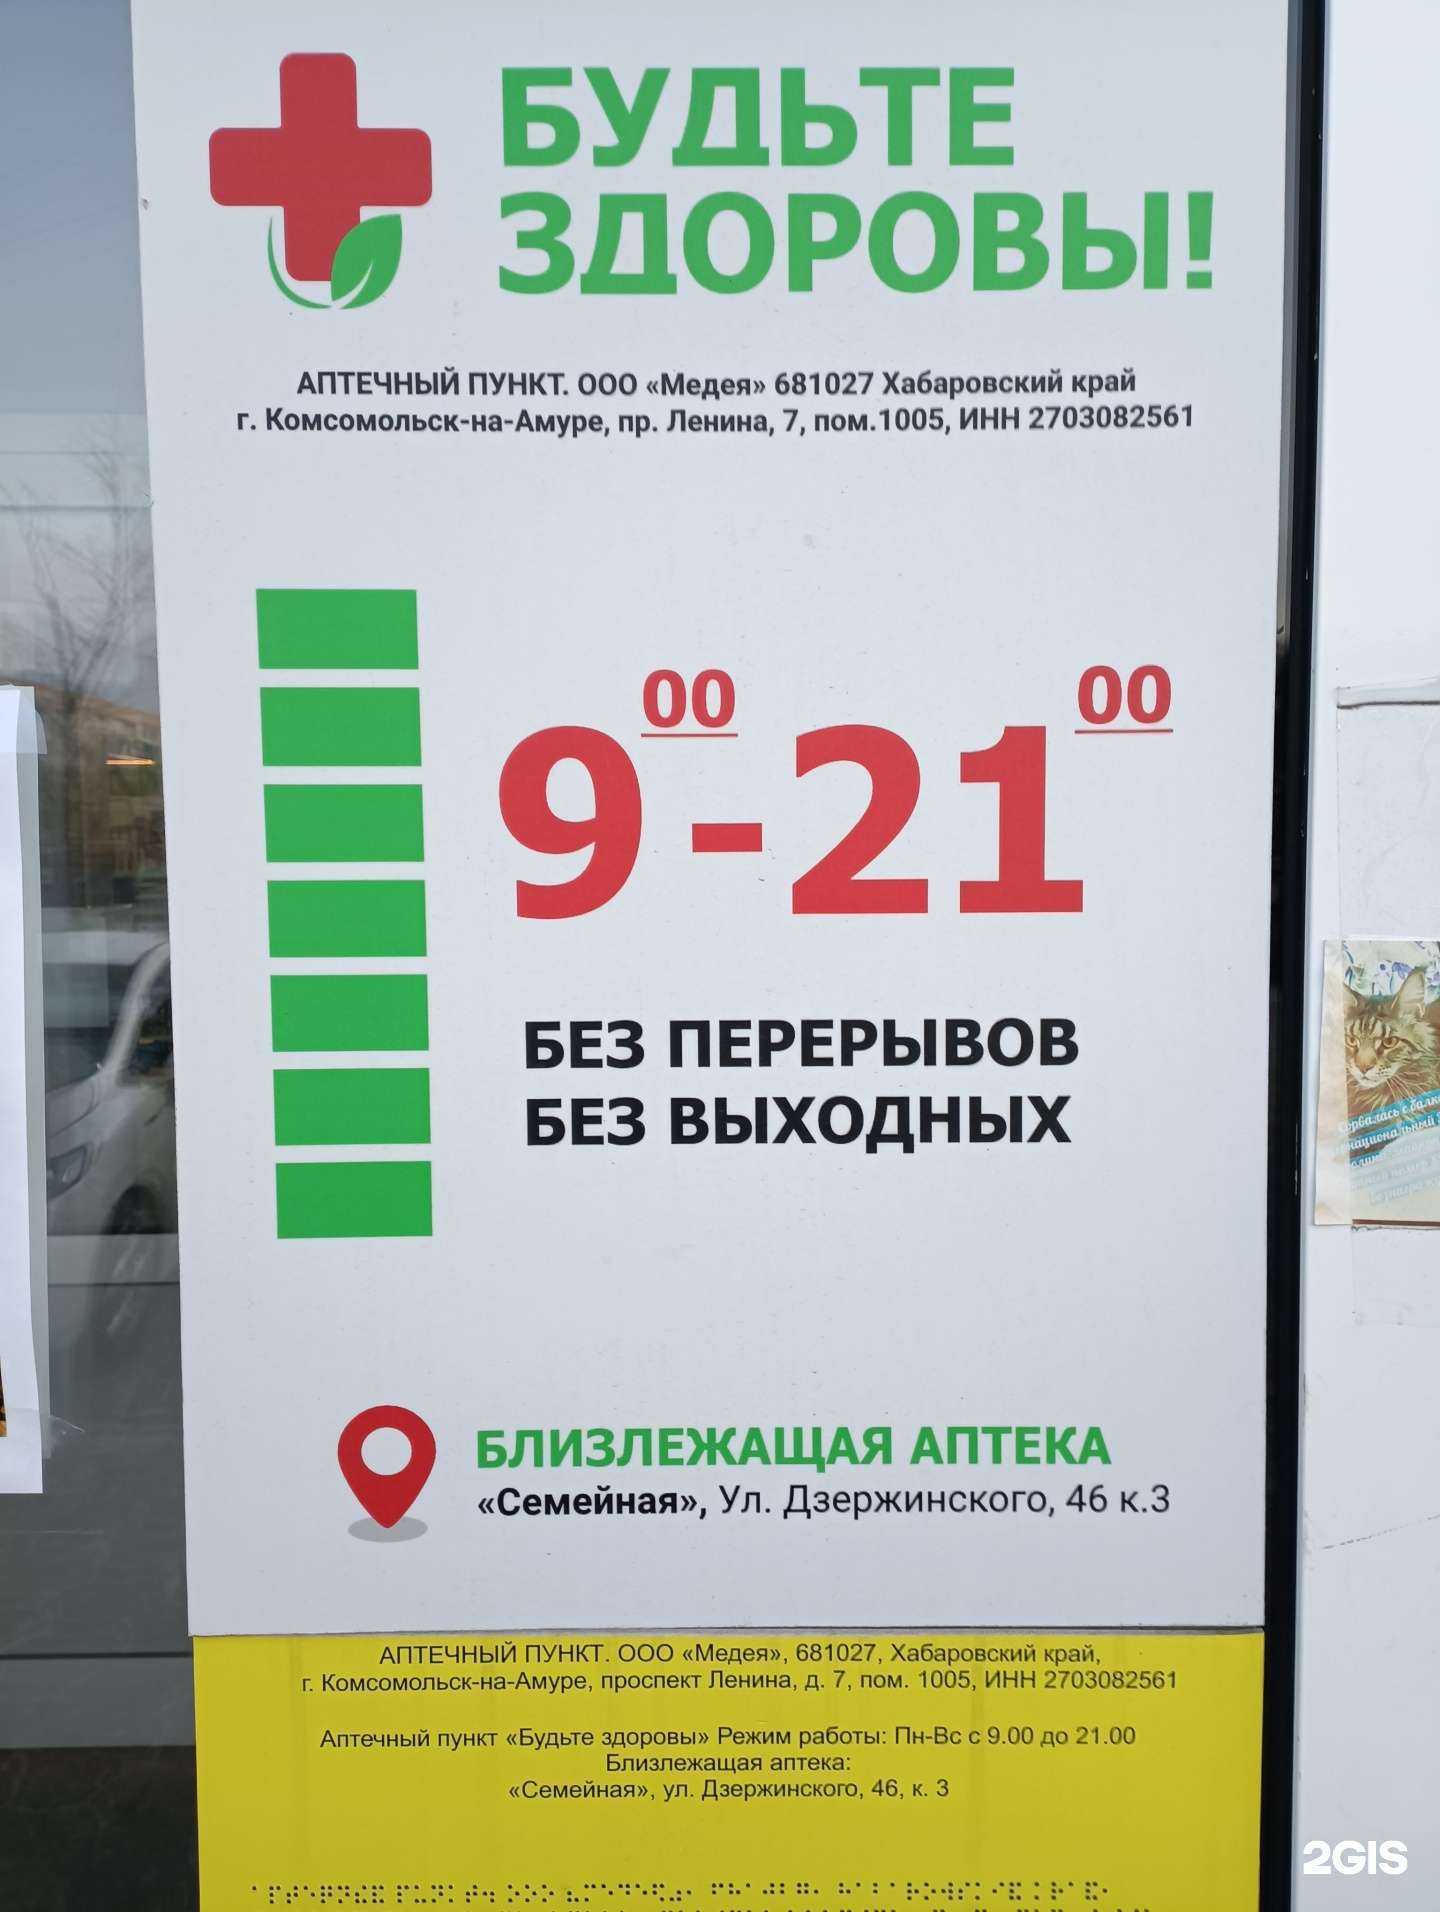 БУДЬТЕ
ЗДОРОВЫ!
АПТЕЧНЫЙ ПУНКТ. ООО «Медея» 681027 Хабаровский край
г. Комсомольск-на-Амуре, пр. Ленина, 7, пом.1005, ИНН 2703082561
9 00 - 21 00
БЕЗ ПЕРЕРЫВОВ
БЕЗ ВЫХОДНЫХ
БЛИЗЛЕЖАЩАЯ АПТЕКА
«Семейная», Ул. Дзержинского, 46 к.3
АПТЕЧНЫЙ ПУНКТ. ООО «Медея», 681027, Хабаровский край,
г. Комсомольск-на-Амуре, проспект Ленина, д. 7, пом. 1005, ИНН 2703082561
Аптечный пункт «Будьте здоровы» Режим работы: Пн-Вс с 9.00 до 21.00
Близлежащая аптека:
«Семейная», ул. Дзержинского, 46, к. 3
Сорвалась с
2GIS